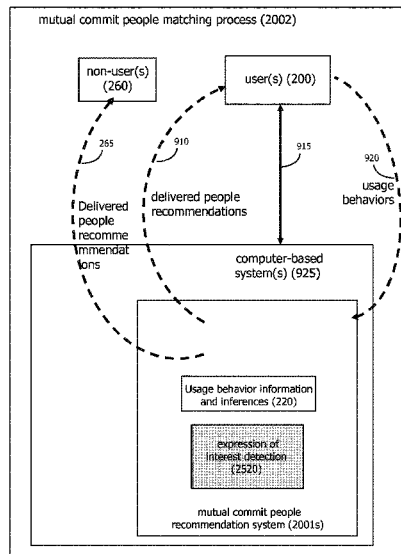 mutual commit people matching process (2002)
non-user(s)
(260)
user(s) (200)
265
910
915
920
usage
behaviors
Delivered
people
recomme
mmendat
ions
delivered people
recommendations
computer-based
system(s) (925)
Usage behavior information
and inferences (220)
expression of
interest detection
(2520)
mutual commit people
recommendation system (2001s)